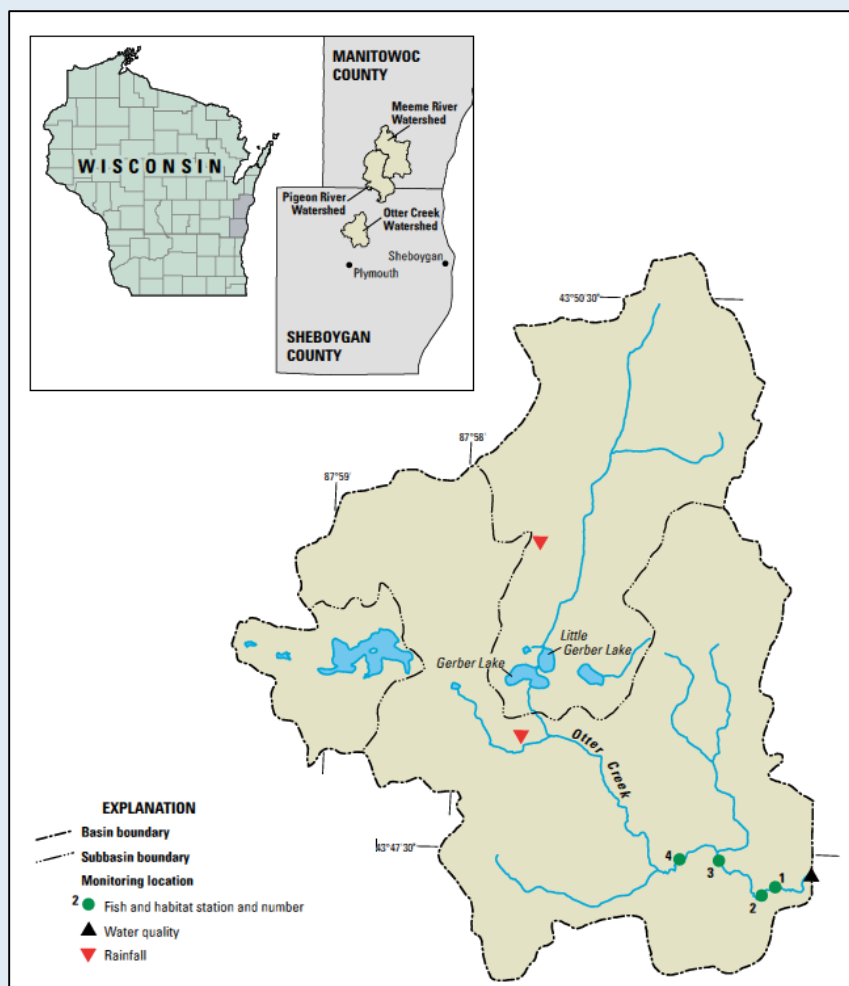 MANITOWOC
COUNTY
Meeme River
Watershed
WISCONSIN
Pigeon River
Watershed
Otter Creek
Watershed
Sheboygan
Plymouth
SHEBOYGAN
COUNTY
43°50'30"
87°58'
87°59'
Little
Gerber Lake
Gerber Lake
Otter Creek
EXPLANATION
Basin boundary
Subbasin boundary
Monitoring location
2 Fish and habitat station and number
Water quality
Rainfall
43°47'30"
4
3
1
2